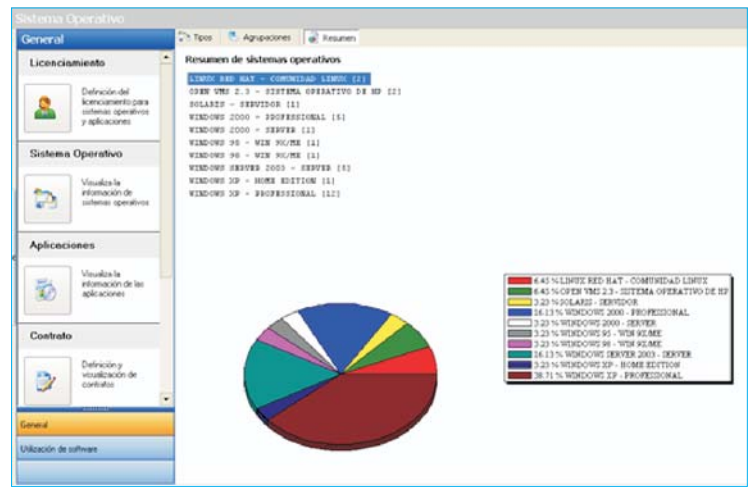 Sistema Operativo
General
Tipos
Agrupaciones
Resumen
Licenciamiento
Definición del
licenciamiento para
sistemas operativos
y aplicaciones
Sistema Operativo
Visualiza la
información de
sistemas operativos
Aplicaciones
Visualiza la
información de las
aplicaciones
Contrato
Definición y
visualización de
contratos
General
Utilización de software
Resumen de sistemas operativos
LINUX RED HAT - COMUNIDAD LINUX [2]
OPEN VMS 2.3 - SISTEMA OPERATIVO DE HP [2]
SOLARIS - SERVIDOR [1]
WINDOWS 2000 - PROFESSIONAL [5]
WINDOWS 2000 - SERVER [1]
WINDOWS 95 - WIN 9X/ME [1]
WINDOWS 98 - WIN 9X/ME [1]
WINDOWS SERVER 2003 - SERVER [5]
WINDOWS XP - HOME EDITION [1]
WINDOWS XP - PROFESSIONAL [12]
6.45 % LINUX RED HAT - COMUNIDAD LINUX
6.45 % OPEN VMS 2.3 - SISTEMA OPERATIVO DE HP
3.23 % SOLARIS - SERVIDOR
16.13 % WINDOWS 2000 - PROFESSIONAL
3.23 % WINDOWS 2000 - SERVER
3.23 % WINDOWS 95 - WIN 9X/ME
3.23 % WINDOWS 98 - WIN 9X/ME
16.13 % WINDOWS SERVER 2003 - SERVER
3.23 % WINDOWS XP - HOME EDITION
38.71 % WINDOWS XP - PROFESSIONAL